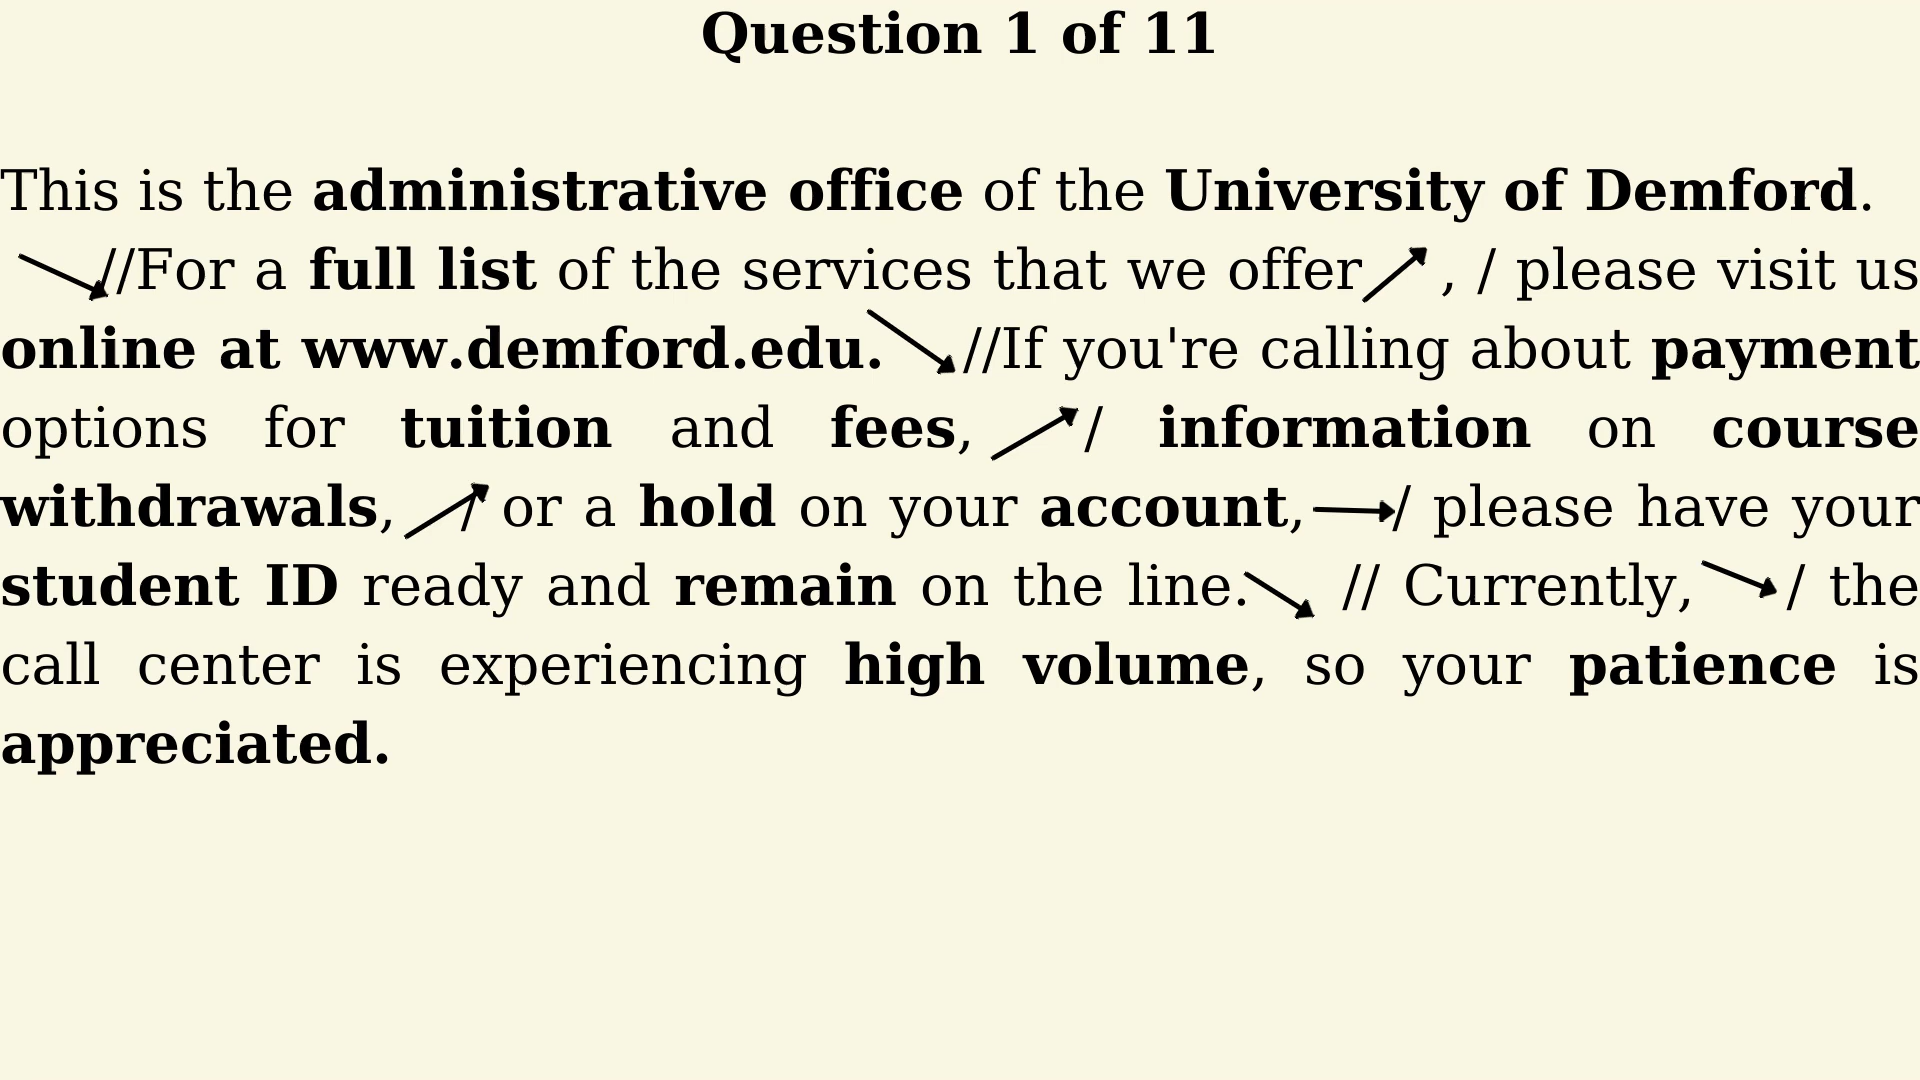 Question 1 of 11
This is the administrative office of the University of Demford.
//For a full list of the services that we offer , / please visit us
online at www.demford.edu. //If you're calling about payment
options for tuition and fees, / information on course
withdrawals, / or a hold on your account, / please have your
student ID ready and remain on the line. // Currently, / the
call center is experiencing high volume, so your patience is
appreciated.